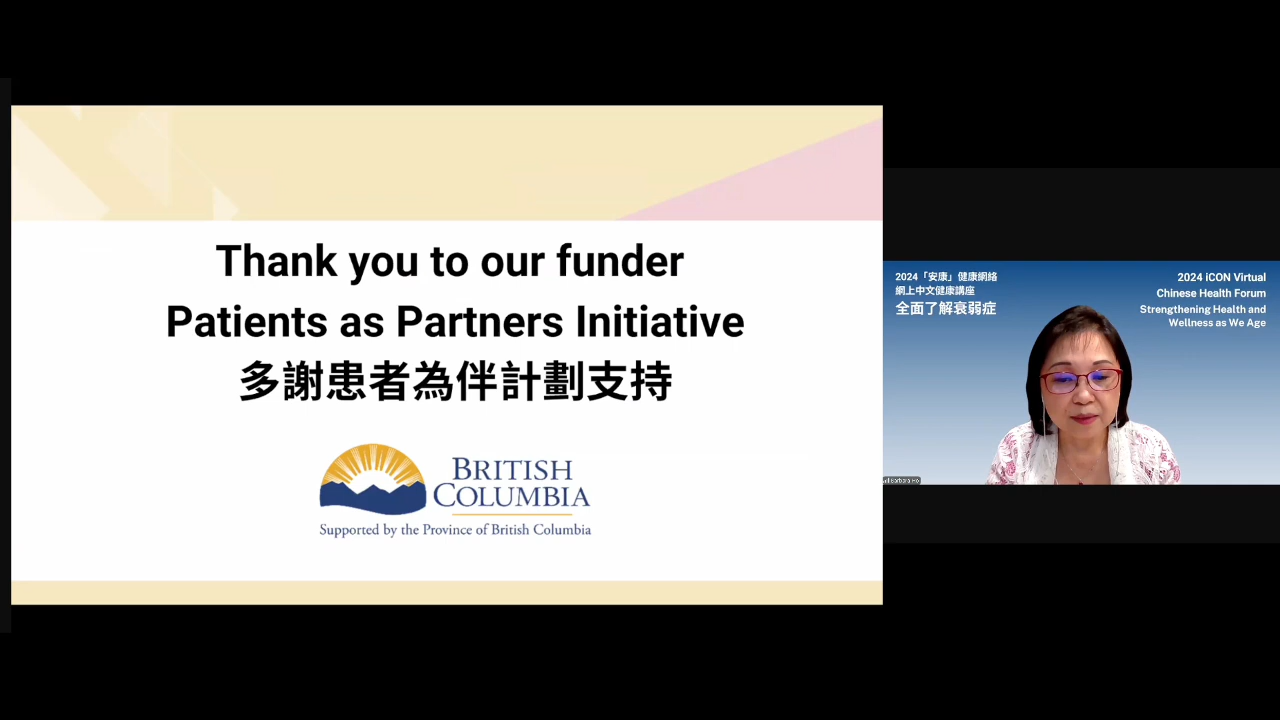 Thank you to our funder
Patients as Partners Initiative
多謝患者為伴計劃支持
BRITISH
COLUMBIA
Supported by the Province of British Columbia
2024「安康」健康網絡
網上中文健康講座
全面了解衰弱症
2024 iCON Virtual
Chinese Health Forum
Strengthening Health and
Wellness as We Age